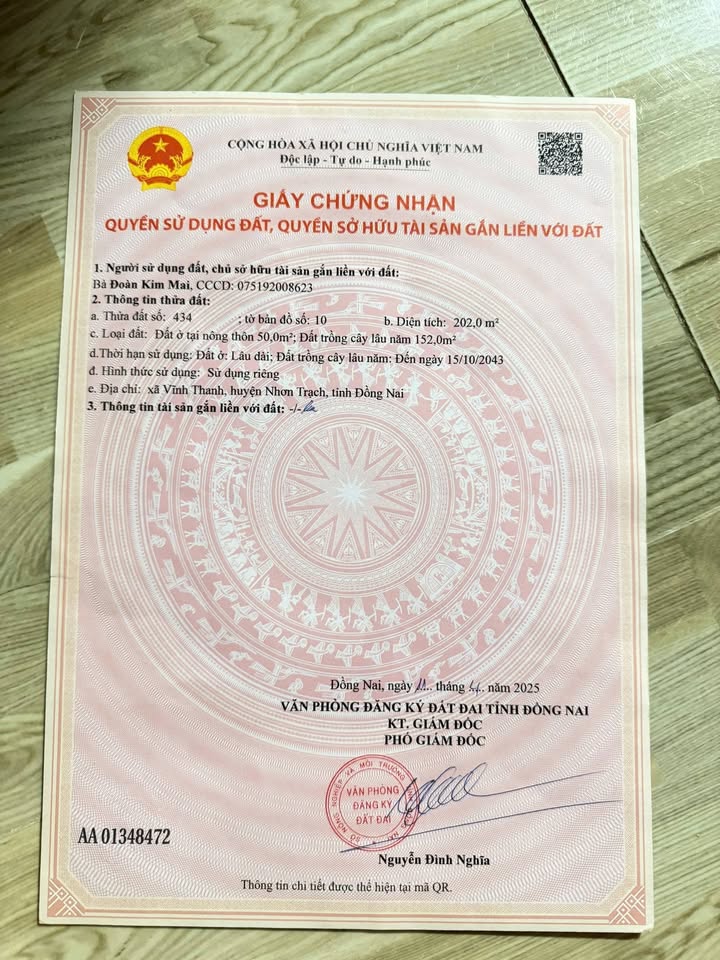 CỘNG HÒA XÃ HỘI CHỦ NGHĨA VIỆT NAM
Độc lập - Tự do - Hạnh phúc
GIẤY CHỨNG NHẬN
QUYỀN SỬ DỤNG ĐẤT, QUYỀN SỞ HỮU TÀI SẢN GẮN LIỀN VỚI ĐẤT
1. Người sử dụng đất, chủ sở hữu tài sản gắn liền với đất:
Bà Đoàn Kim Mai, CCCD: 075192008623
2. Thông tin thửa đất:
a. Thửa đất số: 434 ; tờ bản đồ số: 10 b. Diện tích: 202,0 m²
c. Loại đất: Đất ở tại nông thôn 50,0m²; Đất trồng cây lâu năm 152,0m²
d.Thời hạn sử dụng: Đất ở: Lâu dài; Đất trồng cây lâu năm: Đến ngày 15/10/2043
đ. Hình thức sử dụng: Sử dụng riêng
e. Địa chỉ: xã Vĩnh Thanh, huyện Nhơn Trạch, tỉnh Đồng Nai
3. Thông tin tài sản gắn liền với đất: -/-
Đồng Nai, ngày tháng năm 2025
VĂN PHÒNG ĐĂNG KÝ ĐẤT ĐAI TỈNH ĐỒNG NAI
KT. GIÁM ĐỐC
PHÓ GIÁM ĐỐC
SỞ NÔNG NGHIỆP VÀ MÔI TRƯỜNG
VĂN PHÒNG
ĐĂNG KÝ
ĐẤT ĐAI
AA 01348472
Nguyễn Đình Nghĩa
Thông tin chi tiết được thể hiện tại mã QR.